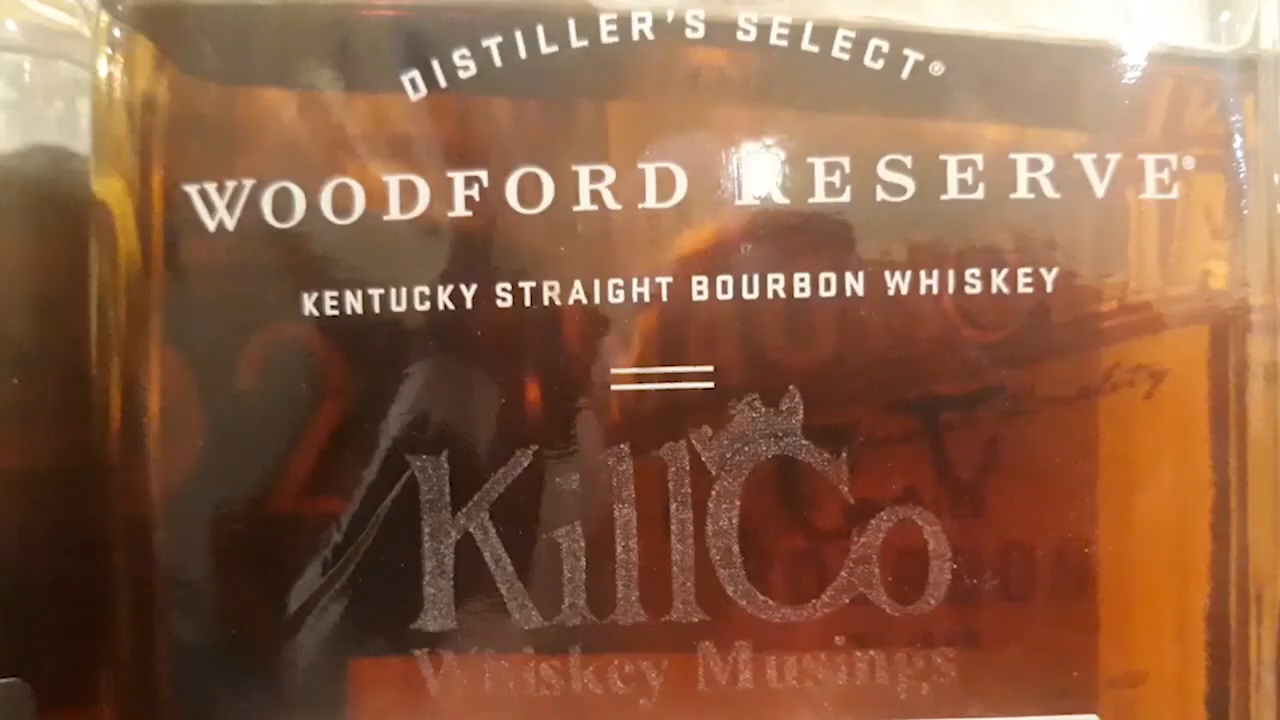 DISTILLER'S SELECT®
WOODFORD RESERVE®
KENTUCKY STRAIGHT BOURBON WHISKEY
KillCo
Whiskey Musings